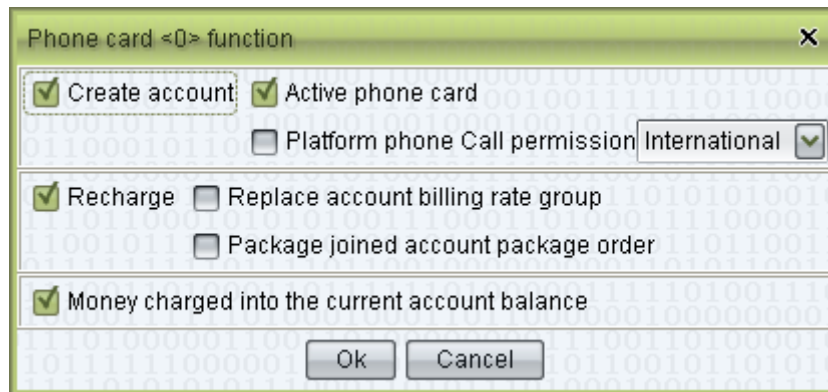 Phone card <0> function
Create account Active phone card
Platform phone Call permission International
Recharge Replace account billing rate group
Package joined account package order
Money charged into the current account balance
Ok Cancel